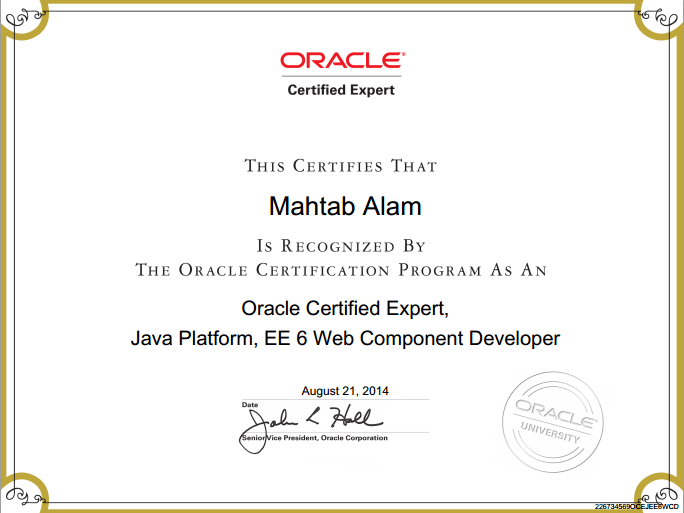 ORACLE®
Certified Expert
THIS CERTIFIES THAT
Mahtab Alam
IS RECOGNIZED BY
THE ORACLE CERTIFICATION PROGRAM AS AN
Oracle Certified Expert,
Java Platform, EE 6 Web Component Developer
August 21, 2014
Date
John L Hall
Senior Vice President, Oracle Corporation
ORACLE®
UNIVERSITY
226734569OCEJEE6WCD